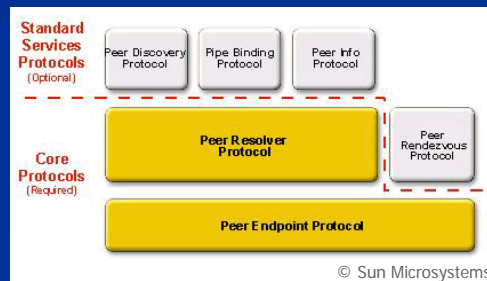 Standard
Services
Protocols
(Optional)
Peer Discovery
Protocol
Pipe Binding
Protocol
Peer Info
Protocol
Core
Protocols
(Required)
Peer Resolver
Protocol
Peer
Rendezvous
Protocol
Peer Endpoint Protocol
© Sun Microsystems